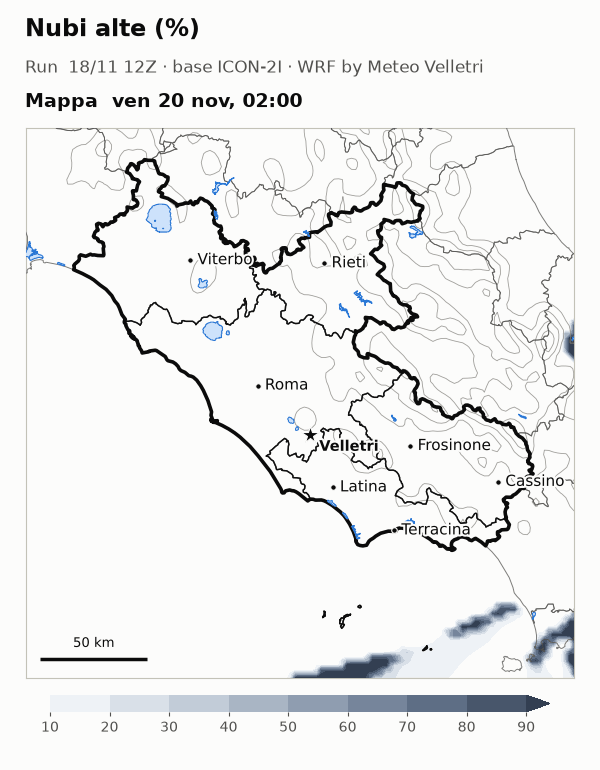 Nubi alte (%)
Run  18/11 12Z · base ICON-2I · WRF by Meteo Velletri
Mappa  ven 20 nov, 02:00
Viterbo
Rieti
Roma
Velletri
Frosinone
Latina
Cassino
Terracina
50 km
10 20 30 40 50 60 70 80 90